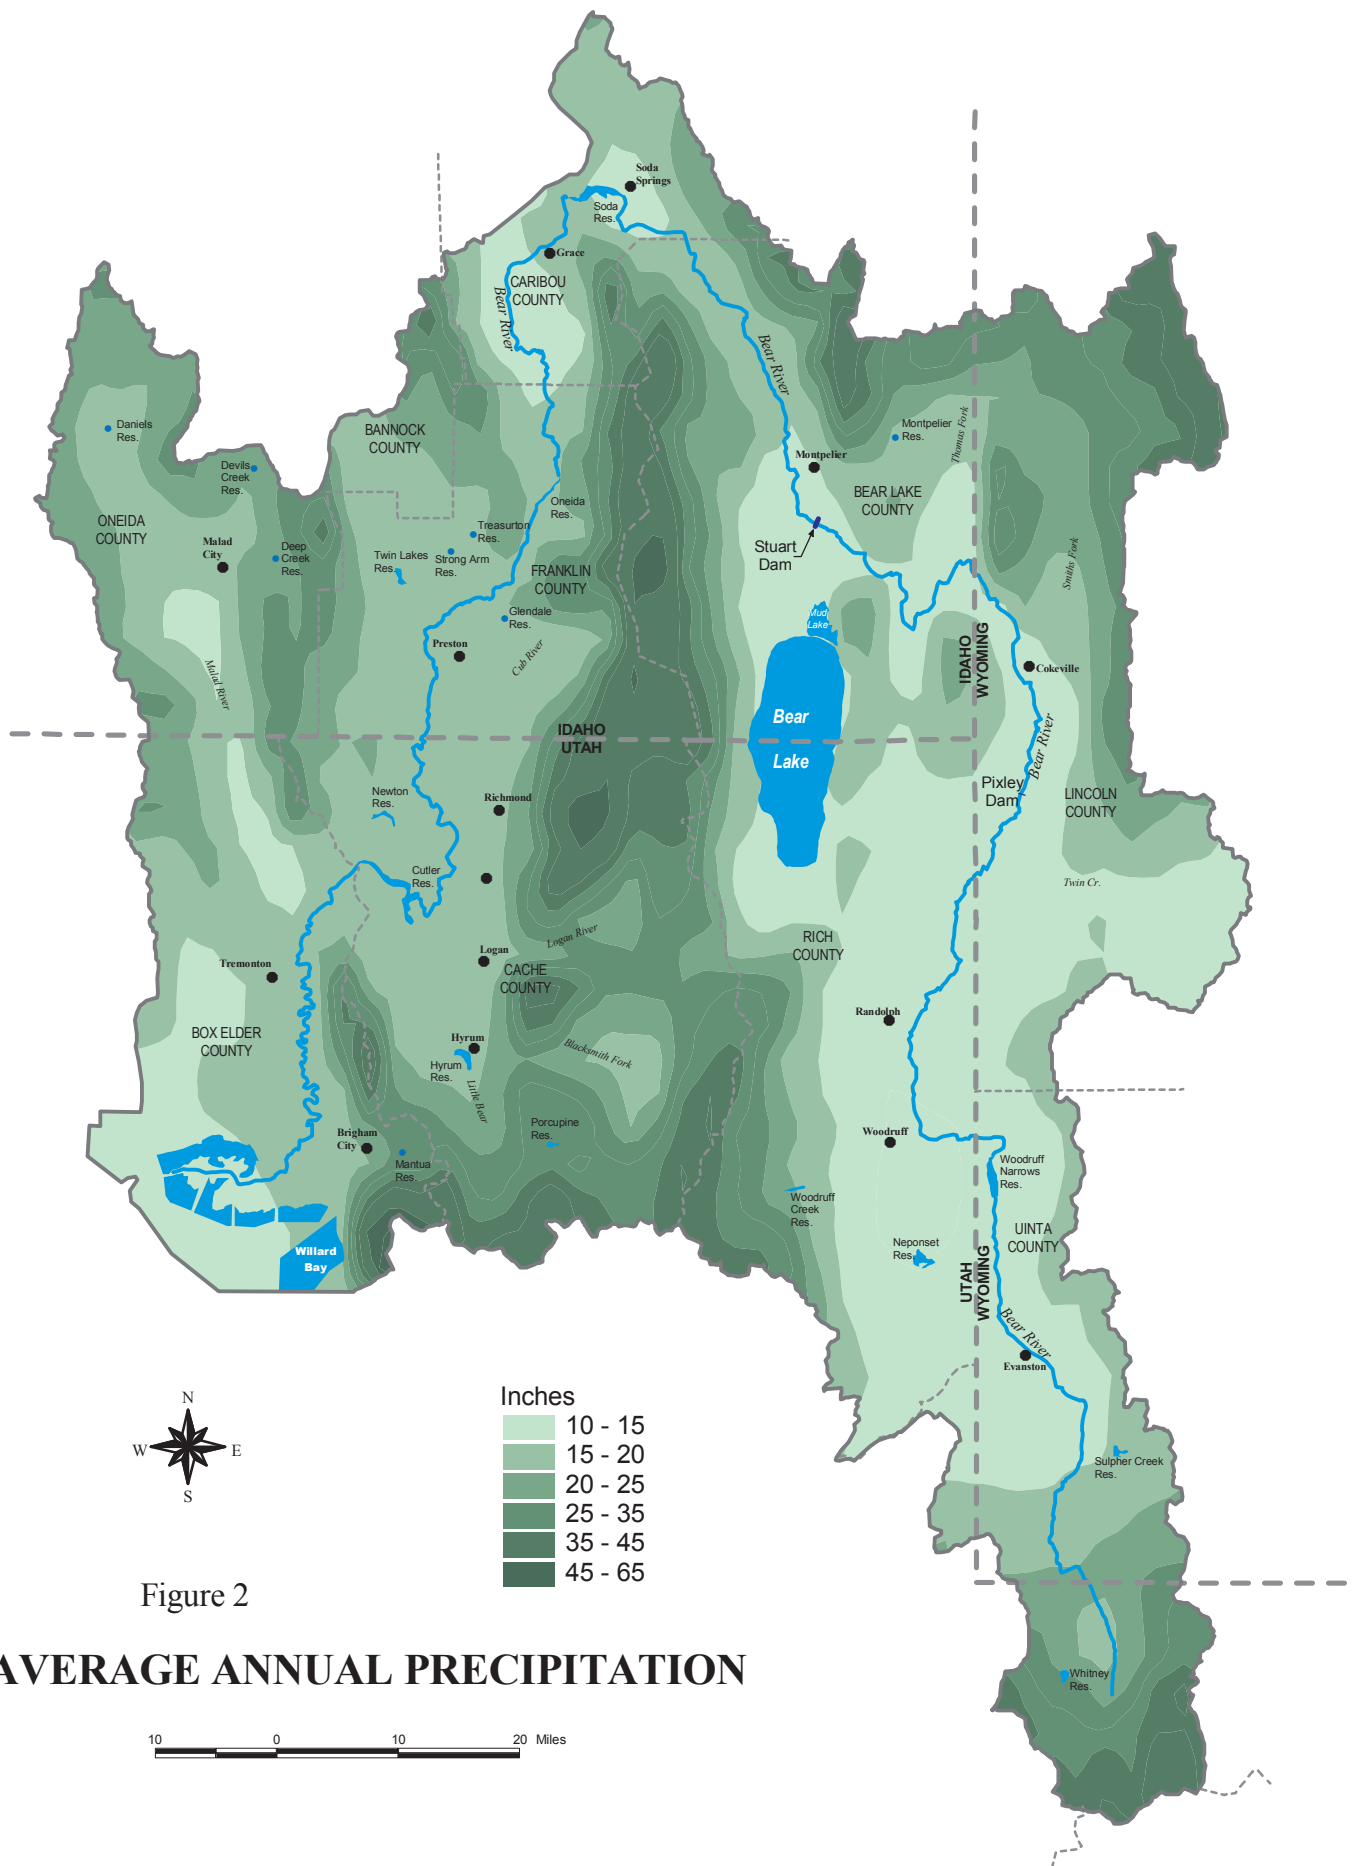 Soda
Springs
Soda
Res.
Grace
CARIBOU
COUNTY
Bear River
Bear River
Daniels
Res.
BANNOCK
COUNTY
Montpelier
Res.
Thomas Fork
Devils
Creek
Res.
Montpelier
BEAR LAKE
COUNTY
ONEIDA
COUNTY
Oneida
Res.
Malad
City
Deep
Creek
Res.
Treasurton
Res.
Twin Lakes
Res.
Strong Arm
Res.
Stuart
Dam
Smiths Fork
FRANKLIN
COUNTY
Glendale
Res.
Mud
Lake
Preston
Cub River
Malad River
IDAHO
WYOMING
Cokeville
Bear
Lake
IDAHO
UTAH
Bear River
Pixley
Dam
LINCOLN
COUNTY
Newton
Res.
Richmond
Cutler
Res.
Twin Cr.
Logan River
RICH
COUNTY
Tremonton
Logan
CACHE
COUNTY
Randolph
BOX ELDER
COUNTY
Hyrum
Hyrum
Res.
Blacksmith Fork
Little Bear
Porcupine
Res.
Brigham
City
Mantua
Res.
Woodruff
Woodruff
Narrows
Res.
Woodruff
Creek
Res.
UINTA
COUNTY
Neponset
Res.
Willard
Bay
UTAH
WYOMING
Bear River
Evanston
Sulpher Creek
Res.
Whitney
Res.
N
W
E
S
Inches
10 - 15
15 - 20
20 - 25
25 - 35
35 - 45
45 - 65
Figure 2
AVERAGE ANNUAL PRECIPITATION
10 0 10 20 Miles